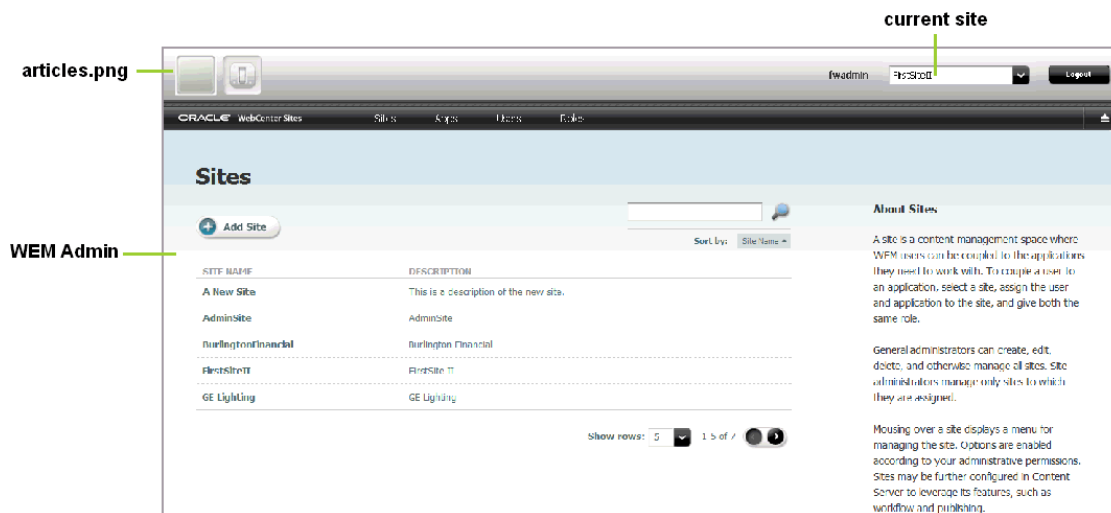 current site
articles.png
fwadmin FirstSiteII Logout
ORACLE WebCenter Sites Sites Apps Users Roles
Sites
Add Site
About Sites
Sort by: Site Name
WEM Admin
A site is a content management space where
WEM users can be coupled to the applications
they need to work with. To couple a user to
an application, select a site, assign the user
and application to the site, and give both the
same role.
SITE NAME DESCRIPTION
A New Site This is a description of the new site.
AdminSite AdminSite
BurlingtonFinancial Burlington Financial
FirstSiteII FirstSite II
GE Lighting GE Lighting
General administrators can create, edit,
delete, and otherwise manage all sites. Site
administrators manage only sites to which
they are assigned.
Show rows: 5 1-5 of 7
Mousing over a site displays a menu for
managing the site. Options are enabled
according to your administrative permissions.
Sites may be further configured in Content
Server to leverage its features, such as
workflow and publishing.